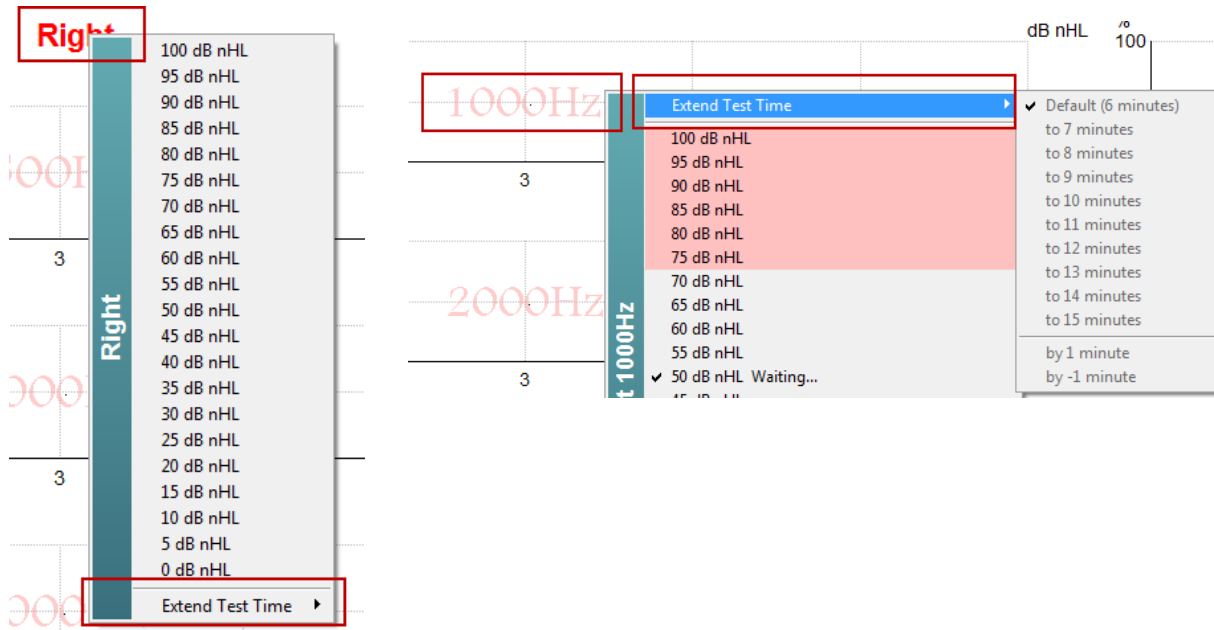 Right
100 dB nHL
95 dB nHL
90 dB nHL
85 dB nHL
80 dB nHL
75 dB nHL
70 dB nHL
65 dB nHL
60 dB nHL
55 dB nHL
50 dB nHL
45 dB nHL
40 dB nHL
35 dB nHL
30 dB nHL
25 dB nHL
20 dB nHL
15 dB nHL
10 dB nHL
5 dB nHL
0 dB nHL
Extend Test Time
Right
3
3
dB nHL
%
100
1000Hz
3
2000Hz
3
t 1000Hz
Extend Test Time
100 dB nHL
95 dB nHL
90 dB nHL
85 dB nHL
80 dB nHL
75 dB nHL
70 dB nHL
65 dB nHL
60 dB nHL
55 dB nHL
50 dB nHL Waiting...
Default (6 minutes)
to 7 minutes
to 8 minutes
to 9 minutes
to 10 minutes
to 11 minutes
to 12 minutes
to 13 minutes
to 14 minutes
to 15 minutes
by 1 minute
by -1 minute